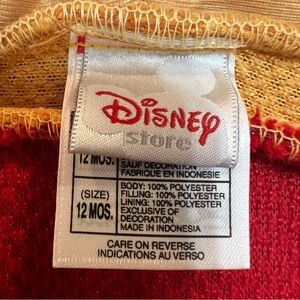 Disney
store
12 MOS.
SAUF DECORATION
FABRIQUE EN INDONESIE
(SIZE)
12 MOS.
BODY: 100% POLYESTER
FILLING: 100% POLYESTER
LINING: 100% POLYESTER
EXCLUSIVE OF
DECORATION
MADE IN INDONESIA
CARE ON REVERSE
INDICATIONS AU VERSO